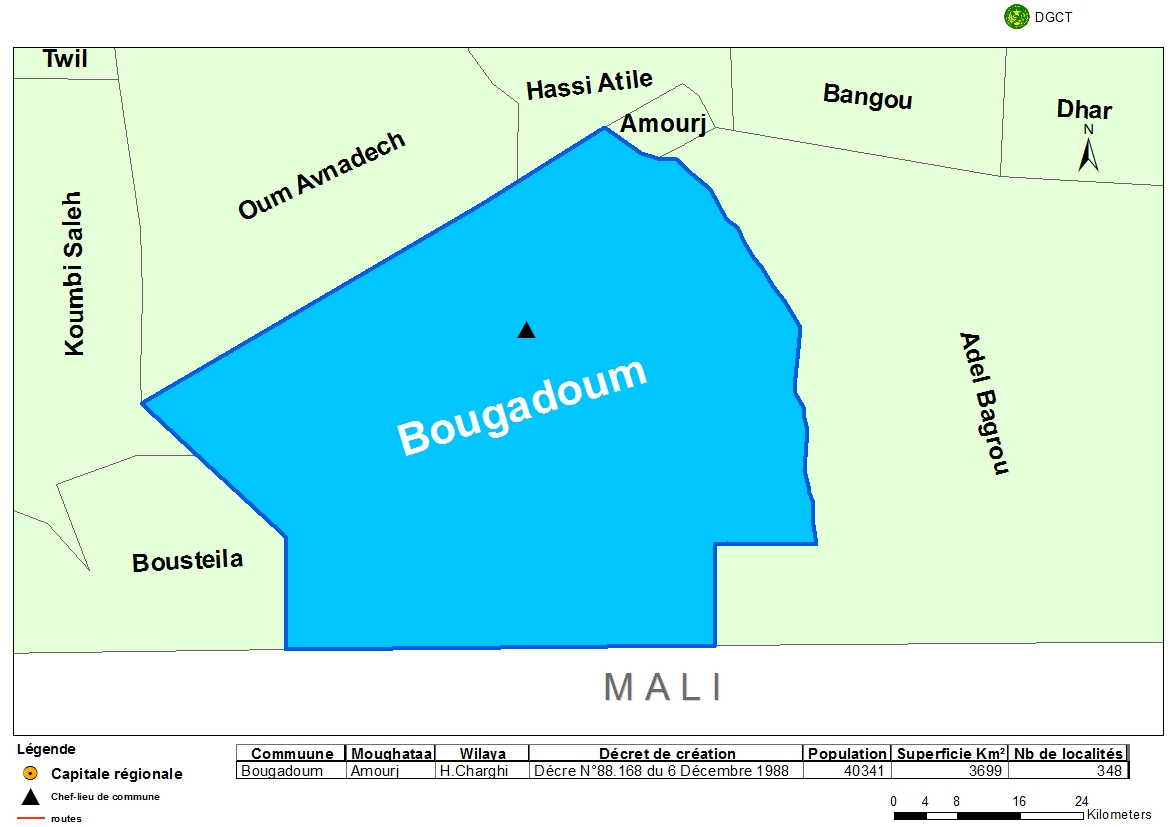 DGCT
Twil
Hassi Atile
Bangou
Dhar
Amourj
N
Oum Avnadech
Koumbi Saleh
Adel Bagrou
Bougadoum
Bousteila
MALI
Légende
Capitale régionale
Chef-lieu de commune
routes
Commuune Moughataa Wilaya Décret de création Population Superficie Km² Nb de localités
Bougadoum Amourj H.Charghi Décre N°88.168 du 6 Décembre 1988 40341 3699 348
0 4 8 16 24
Kilometers